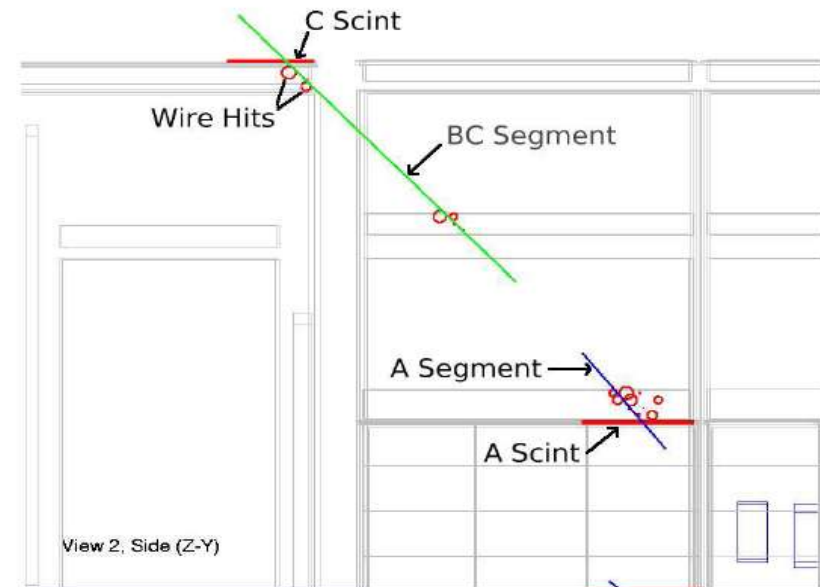 C Scint
Wire Hits
BC Segment
A Segment
A Scint
View 2, Side (Z-Y)